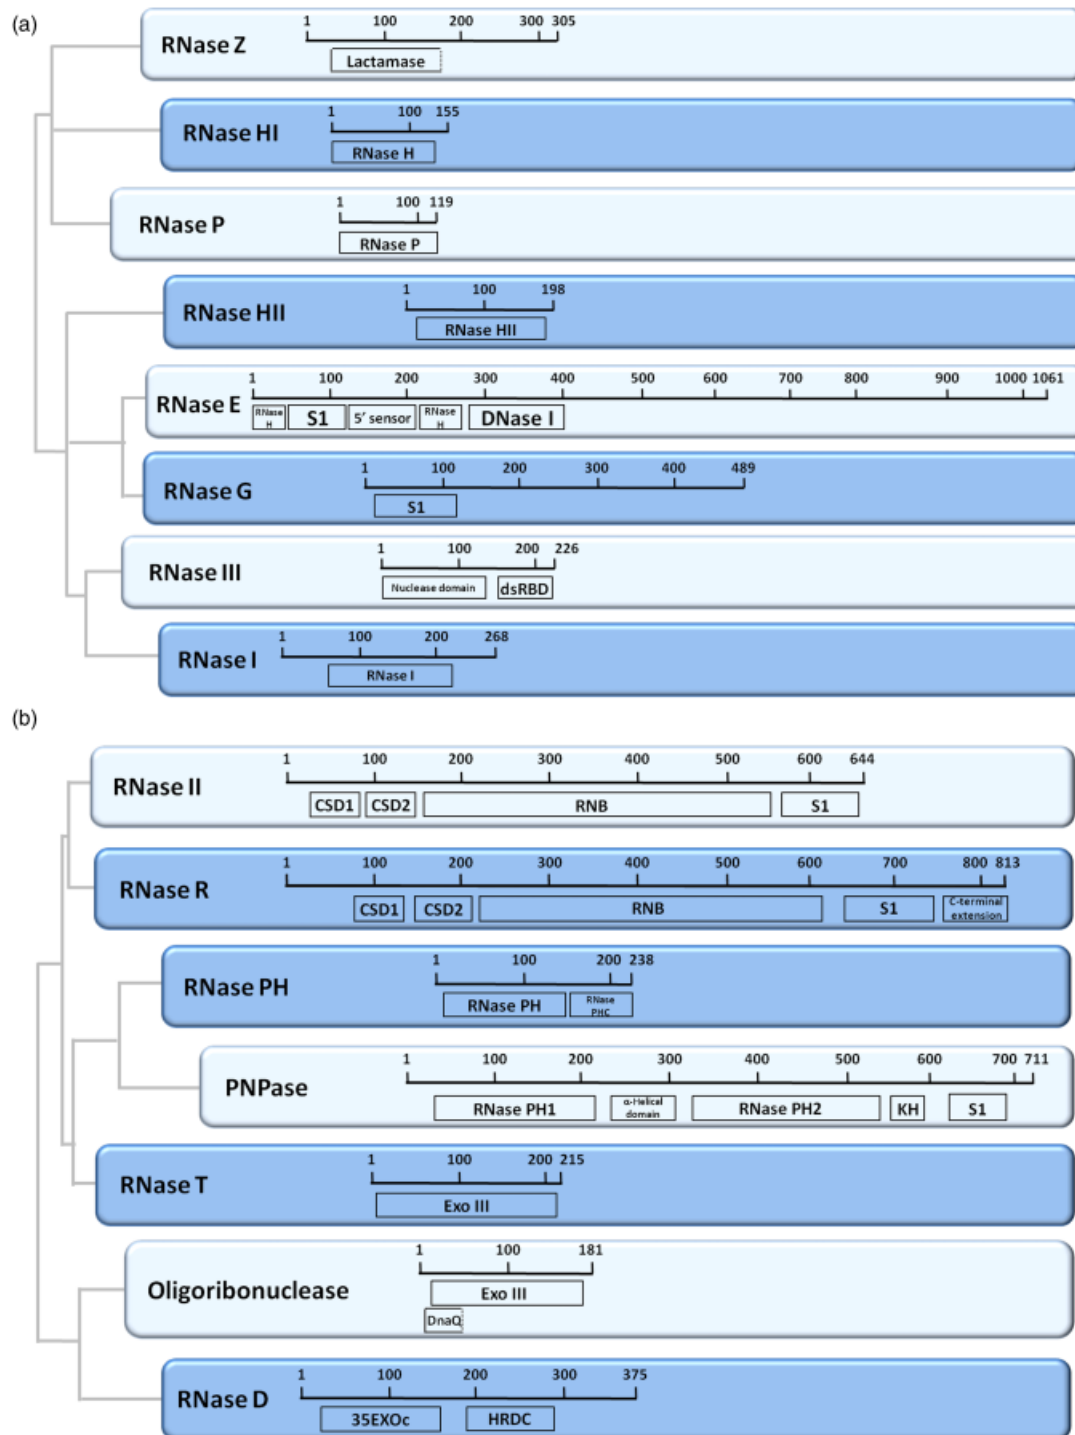 (a)
RNase Z
1 100 200 300 305
Lactamase
RNase HI
1 100 155
RNase H
RNase P
1 100 119
RNase P
RNase HII
1 100 198
RNase HII
RNase E
1 100 200 300 400 500 600 700 800 900 1000 1061
RNase H S1 5′ sensor RNase H DNase I
RNase G
1 100 200 300 400 489
S1
RNase III
1 100 200 226
Nuclease domain dsRBD
RNase I
1 100 200 268
RNase I
(b)
RNase II
1 100 200 300 400 500 600 644
CSD1 CSD2 RNB S1
RNase R
1 100 200 300 400 500 600 700 800 813
CSD1 CSD2 RNB S1 C-terminal extension
RNase PH
1 100 200 238
RNase PH RNase PHC
PNPase
1 100 200 300 400 500 600 700 711
RNase PH1 α-Helical domain RNase PH2 KH S1
RNase T
1 100 200 215
Exo III
Oligoribonuclease
1 100 181
Exo III
DnaQ
RNase D
1 100 200 300 375
35EXOc HRDC